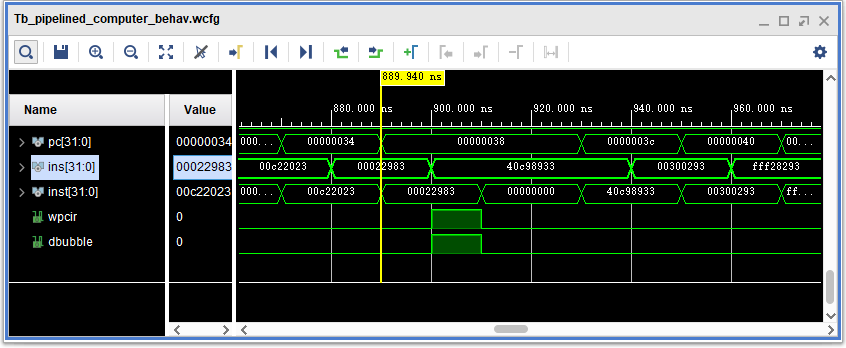 Tb_pipelined_computer_behav.wcfg
889.940 ns
880.000 ns 900.000 ns 920.000 ns 940.000 ns 960.000 ns
Name Value
pc[31:0] 00000034 000... 00000034 00000038 0000003c 00000040 00...
ins[31:0] 00022983 00c22023 00022983 40c98933 00300293 fff28293
inst[31:0] 00c22023 000... 00c22023 00022983 00000000 40c98933 00300293 ff...
wpcir 0
dbubble 0